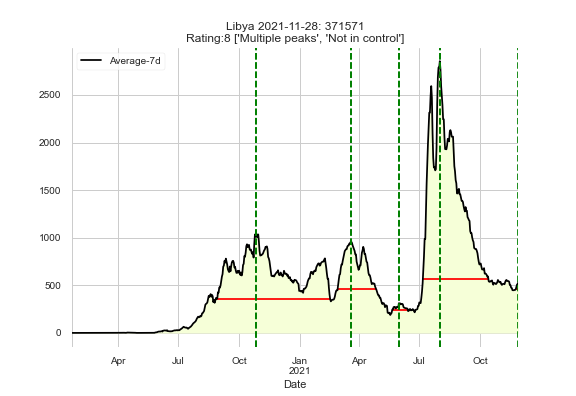 Libya 2021-11-28: 371571
Rating:8 ['Multiple peaks', 'Not in control']
Average-7d
2500
2000
1500
1000
500
0
Apr Jul Oct Jan Apr Jul Oct
2021
Date